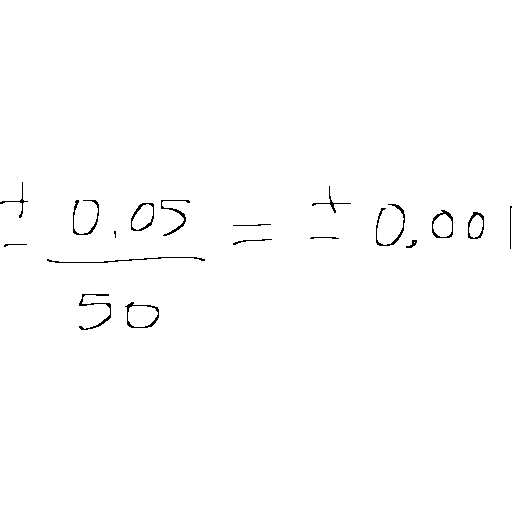 ± 0.05 / 50 = ± 0.001